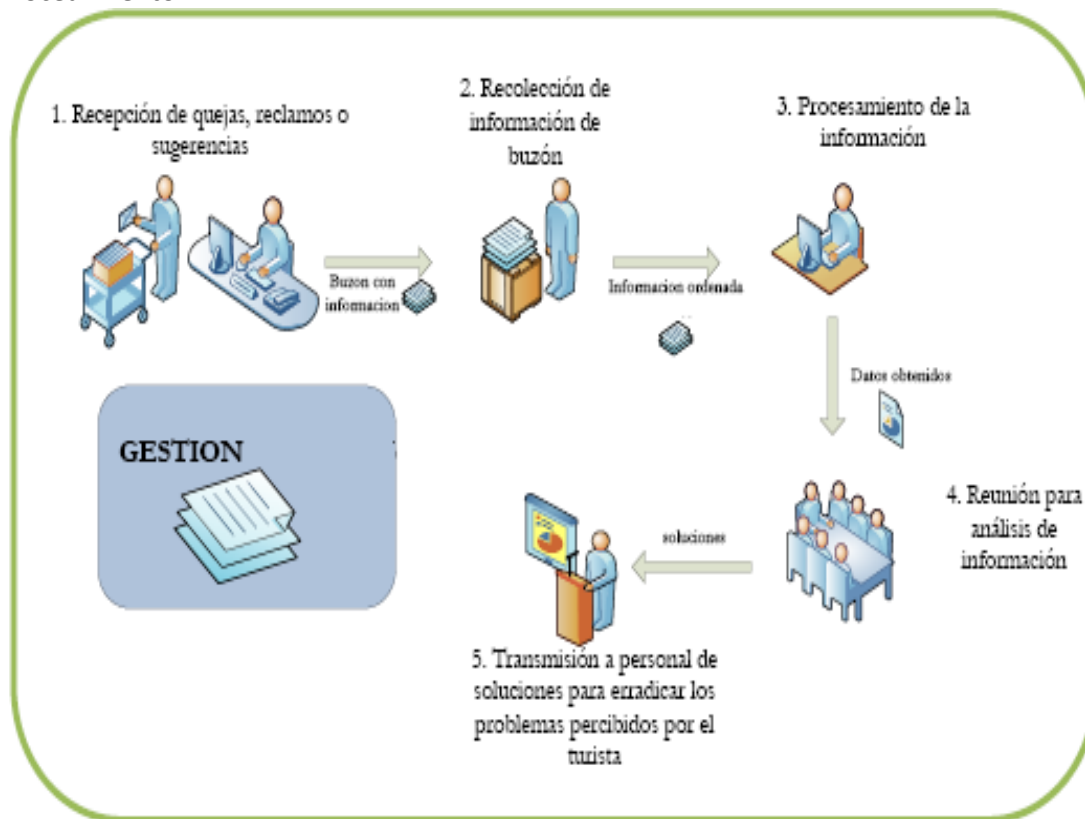 1. Recepción de quejas, reclamos o
sugerencias
2. Recolección de
información de
buzón
3. Procesamiento de la
información
Buzon con
informacion
Informacion ordenada
Datos obtenidos
GESTION
4. Reunión para
análisis de
información
soluciones
5. Transmisión a personal de
soluciones para erradicar los
problemas percibidos por el
turista